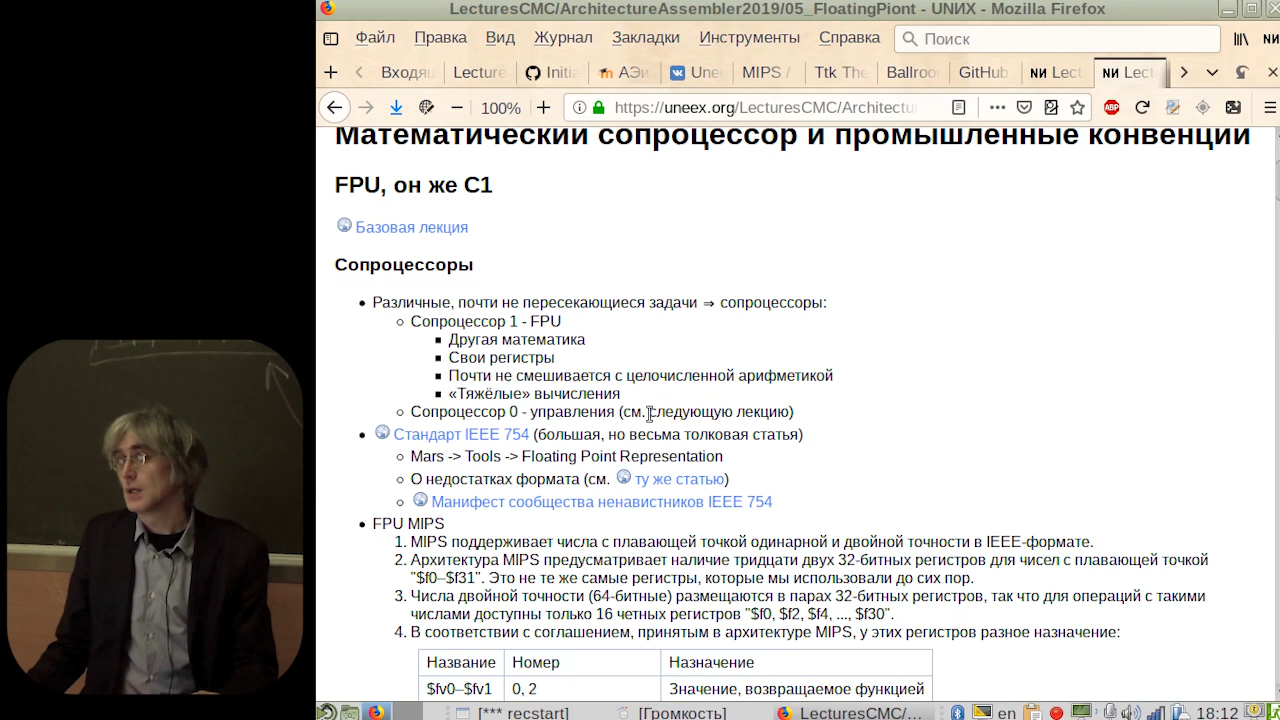 LecturesCMC/ArchitectureAssembler2019/05_FloatingPiont - UNИX - Mozilla Firefox
Файл Правка Вид Журнал Закладки Инструменты Справка Поиск
Входящ Lecture Initia АЭи Unee MIPS / Ttk The Ballroo GitHub Lect Lect
100% https://uneex.org/LecturesCMC/Architectu
Математический сопроцессор и промышленные конвенции
FPU, он же C1
Базовая лекция
Сопроцессоры
Различные, почти не пересекающиеся задачи ⇒ сопроцессоры:
Сопроцессор 1 - FPU
Другая математика
Свои регистры
Почти не смешивается с целочисленной арифметикой
«Тяжёлые» вычисления
Сопроцессор 0 - управления (см. следующую лекцию)
Стандарт IEEE 754 (большая, но весьма толковая статья)
Mars -> Tools -> Floating Point Representation
О недостатках формата (см. ту же статью)
Манифест сообщества ненавистников IEEE 754
FPU MIPS
1. MIPS поддерживает числа с плавающей точкой одинарной и двойной точности в IEEE-формате.
2. Архитектура MIPS предусматривает наличие тридцати двух 32-битных регистров для чисел с плавающей точкой
"$f0–$f31". Это не те же самые регистры, которые мы использовали до сих пор.
3. Числа двойной точности (64-битные) размещаются в парах 32-битных регистров, так что для операций с такими
числами доступны только 16 четных регистров "$f0, $f2, $f4, ..., $f30".
4. В соответствии с соглашением, принятым в архитектуре MIPS, у этих регистров разное назначение:
Название Номер Назначение
$fv0–$fv1 0, 2 Значение, возвращаемое функцией
[*** recstart] [Громкость] LecturesCMC/... en 18:12